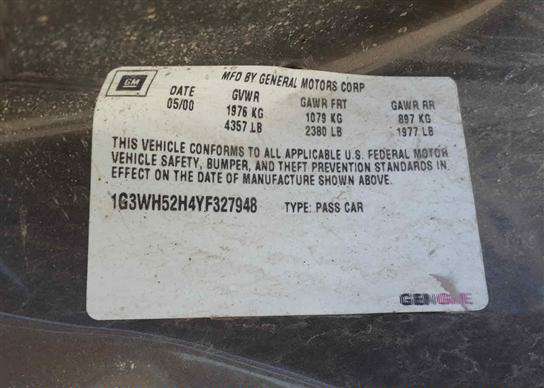 GM
MFD BY GENERAL MOTORS CORP
DATE GVWR GAWR FRT GAWR RR
05/00 1976 KG 1079 KG 897 KG
4357 LB 2380 LB 1977 LB
THIS VEHICLE CONFORMS TO ALL APPLICABLE U.S. FEDERAL MOTOR
VEHICLE SAFETY, BUMPER, AND THEFT PREVENTION STANDARDS IN
EFFECT ON THE DATE OF MANUFACTURE SHOWN ABOVE.
1G3WH52H4YF327948 TYPE: PASS CAR